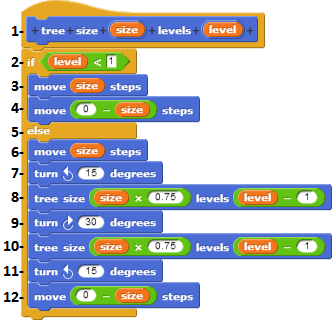 1- + tree + size + size + levels + level +
2- if level < 1
3- move size steps
4- move 0 − size steps
5- else
6- move size steps
7- turn ↺ 15 degrees
8- tree size size × 0.75 levels level − 1
9- turn ↻ 30 degrees
10- tree size size × 0.75 levels level − 1
11- turn ↺ 15 degrees
12- move 0 − size steps